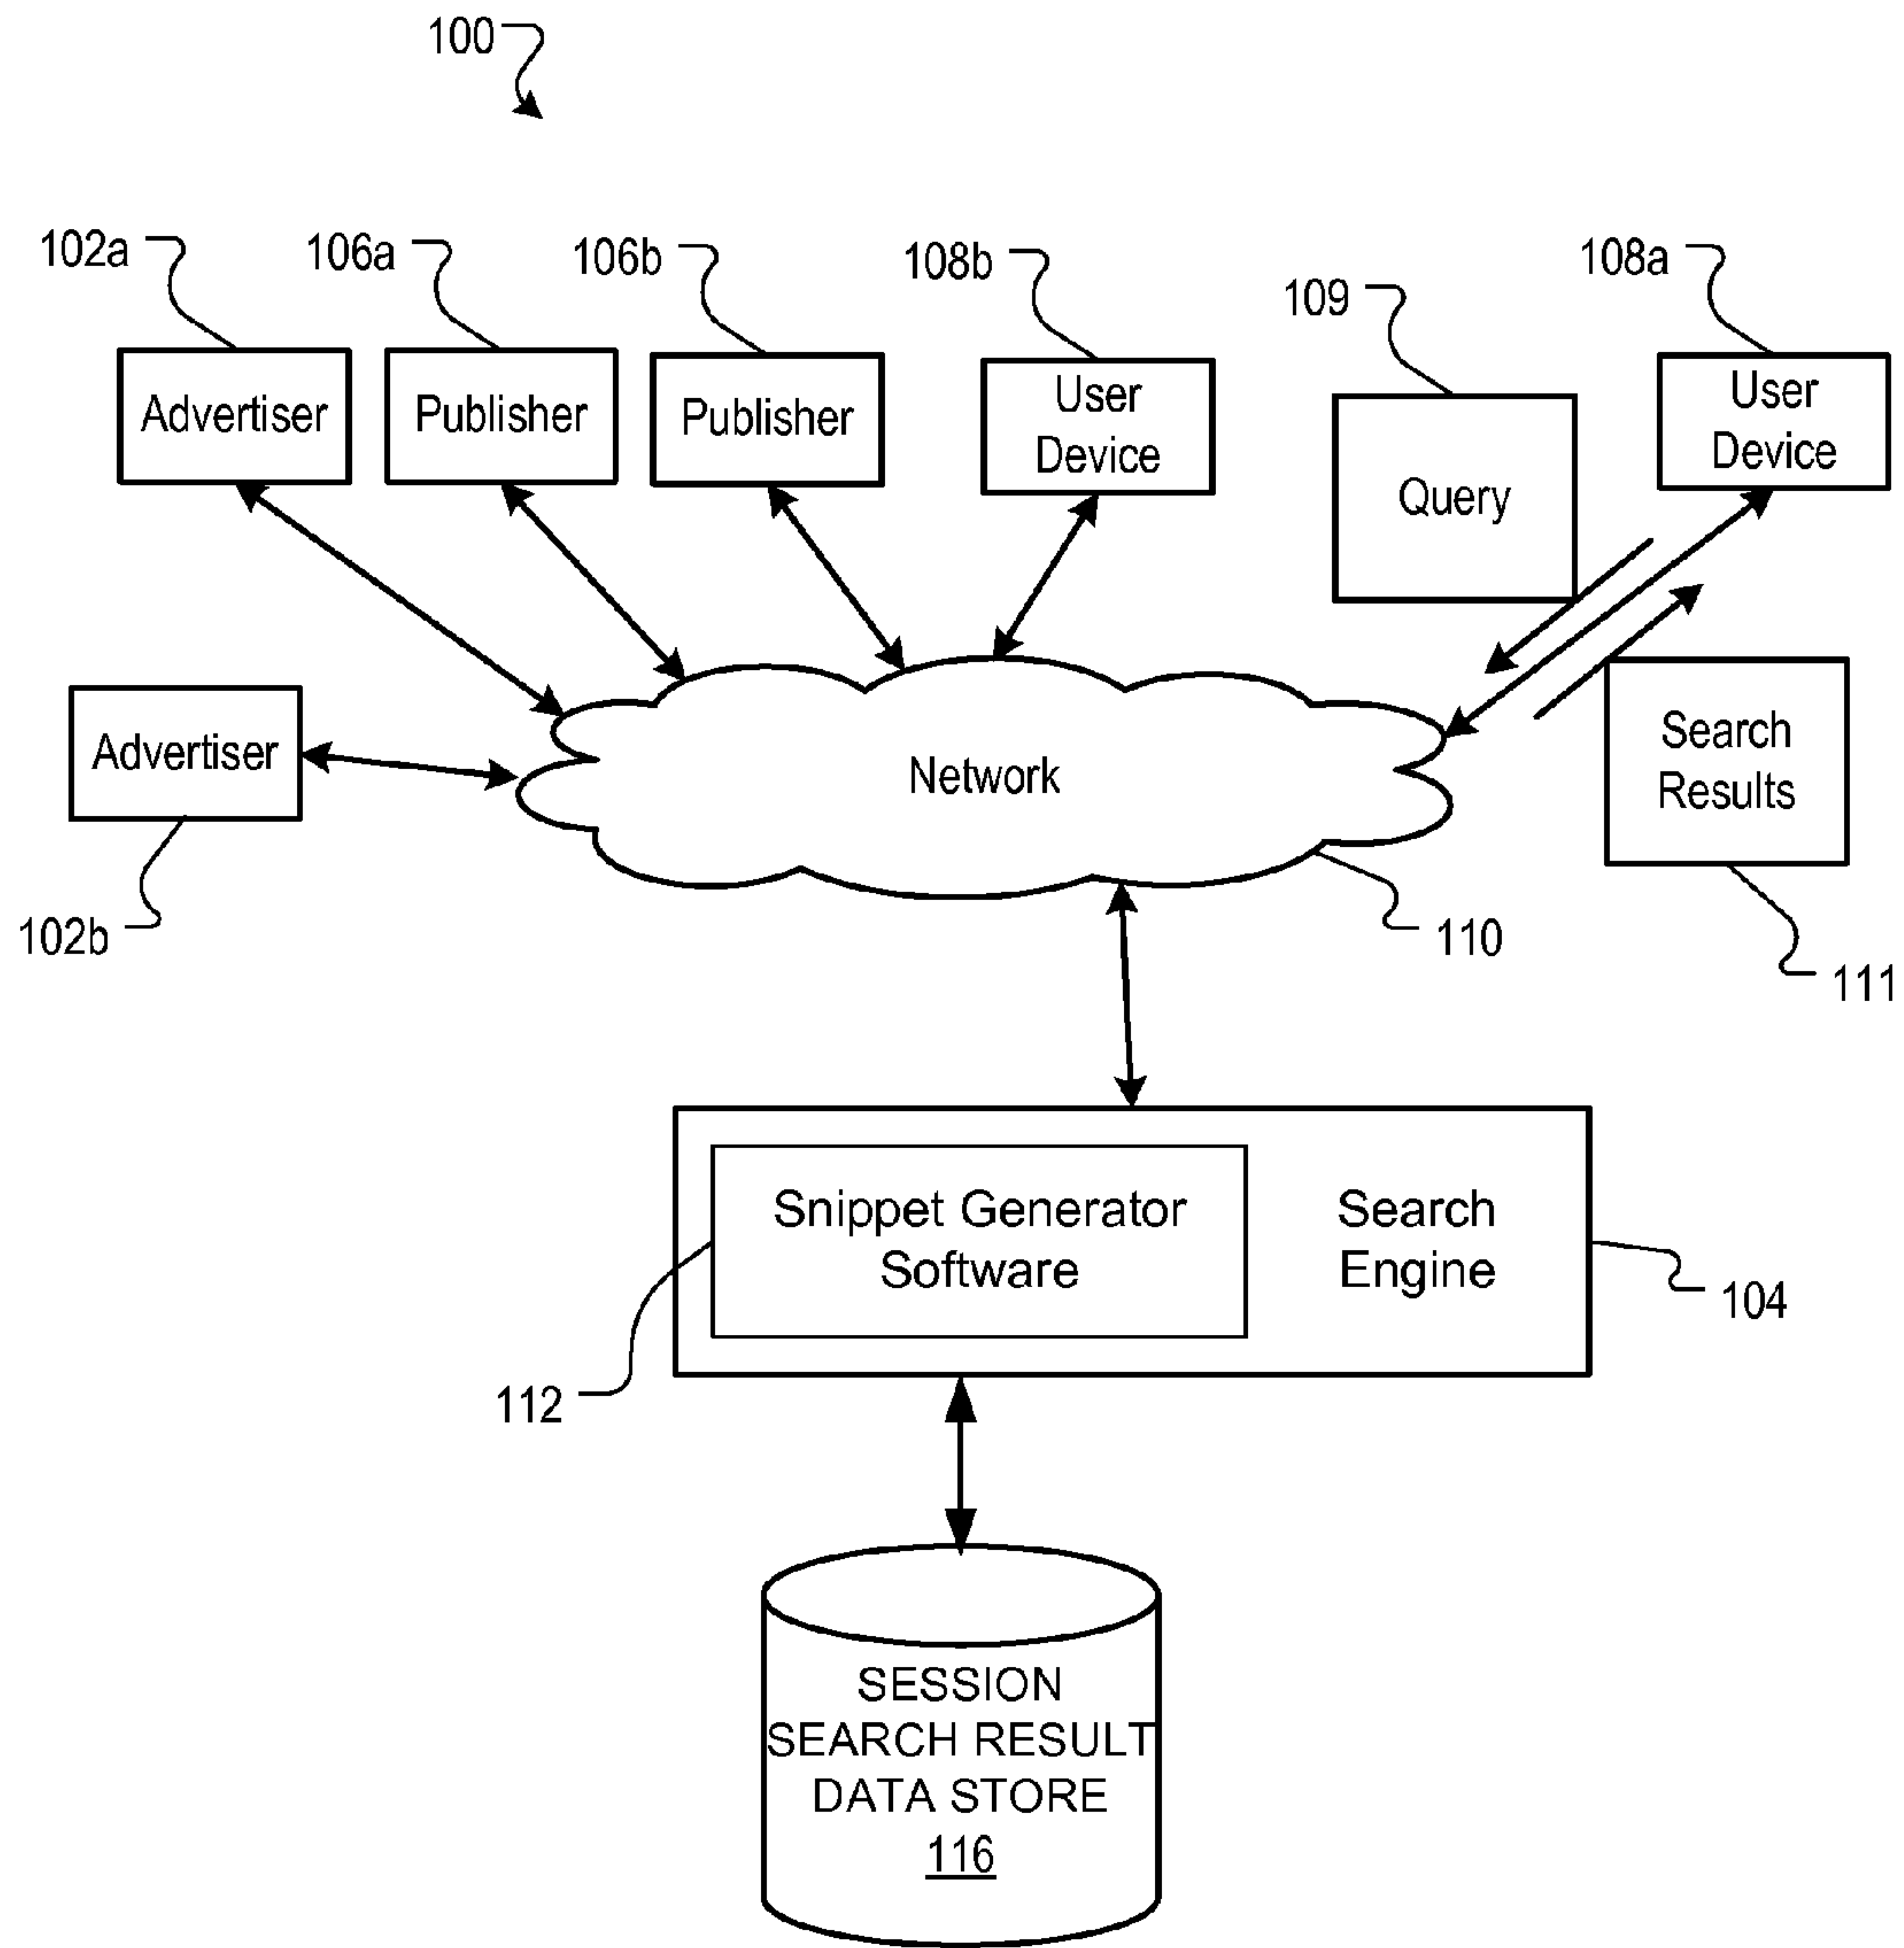 100
102a
106a
106b
108b
109
108a
Advertiser
Publisher
Publisher
User
Device
Query
User
Device
Advertiser
Network
Search
Results
102b
110
111
Snippet Generator
Software
Search
Engine
104
112
SESSION
SEARCH RESULT
DATA STORE
116